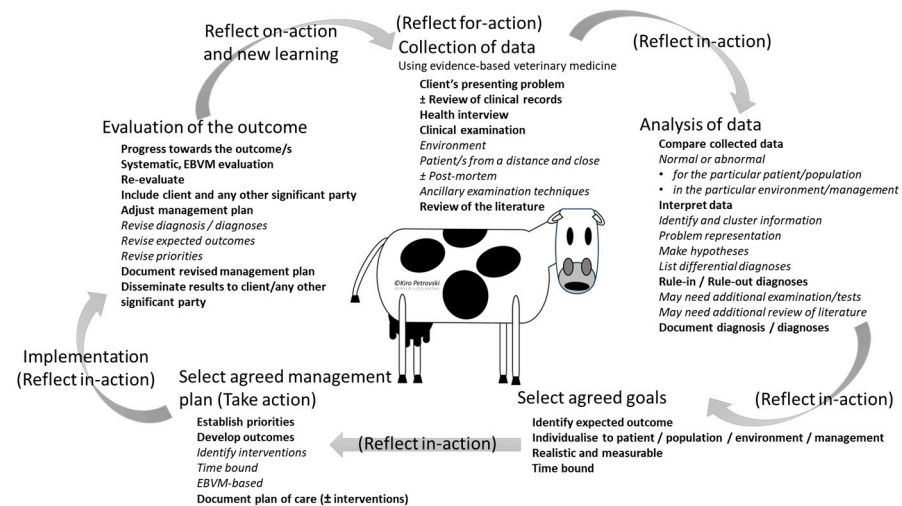 (Reflect for-action)
Collection of data
Using evidence-based veterinary medicine
Client's presenting problem
± Review of clinical records
Health interview
Clinical examination
Environment
Patient/s from a distance and close
± Post-mortem
Ancillary examination techniques
Review of the literature
(Reflect in-action)
Analysis of data
Compare collected data
Normal or abnormal
• for the particular patient/population
• in the particular environment/management
Interpret data
Identify and cluster information
Problem representation
Make hypotheses
List differential diagnoses
Rule-in / Rule-out diagnoses
May need additional examination/tests
May need additional review of literature
Document diagnosis / diagnoses
(Reflect in-action)
Select agreed goals
Identify expected outcome
Individualise to patient / population / environment / management
Realistic and measurable
Time bound
(Reflect in-action)
Select agreed management
plan (Take action)
Establish priorities
Develop outcomes
Identify interventions
Time bound
EBVM-based
Document plan of care (± interventions)
Implementation
(Reflect in-action)
Evaluation of the outcome
Progress towards the outcome/s
Systematic, EBVM evaluation
Re-evaluate
Include client and any other significant party
Adjust management plan
Revise diagnosis / diagnoses
Revise expected outcomes
Revise priorities
Document revised management plan
Disseminate results to client/any other
significant party
Reflect on-action
and new learning
©Kiro Petrovski